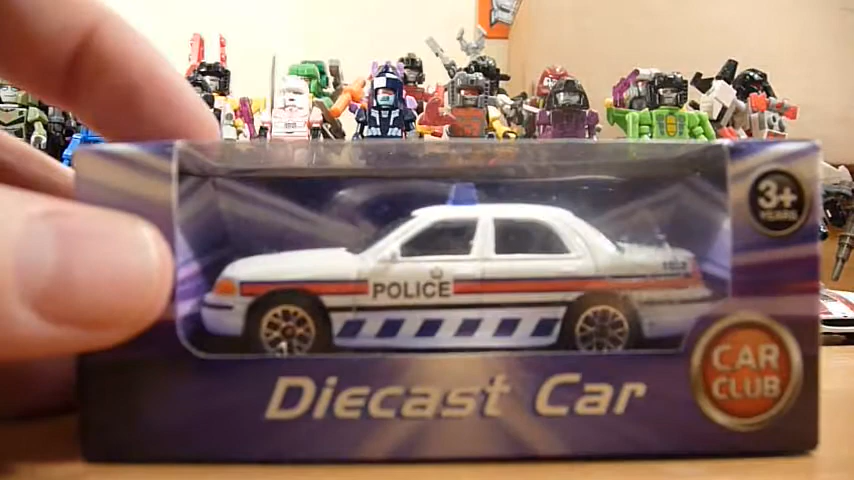 3+
YEARS
POLICE
Diecast Car
CAR
CLUB